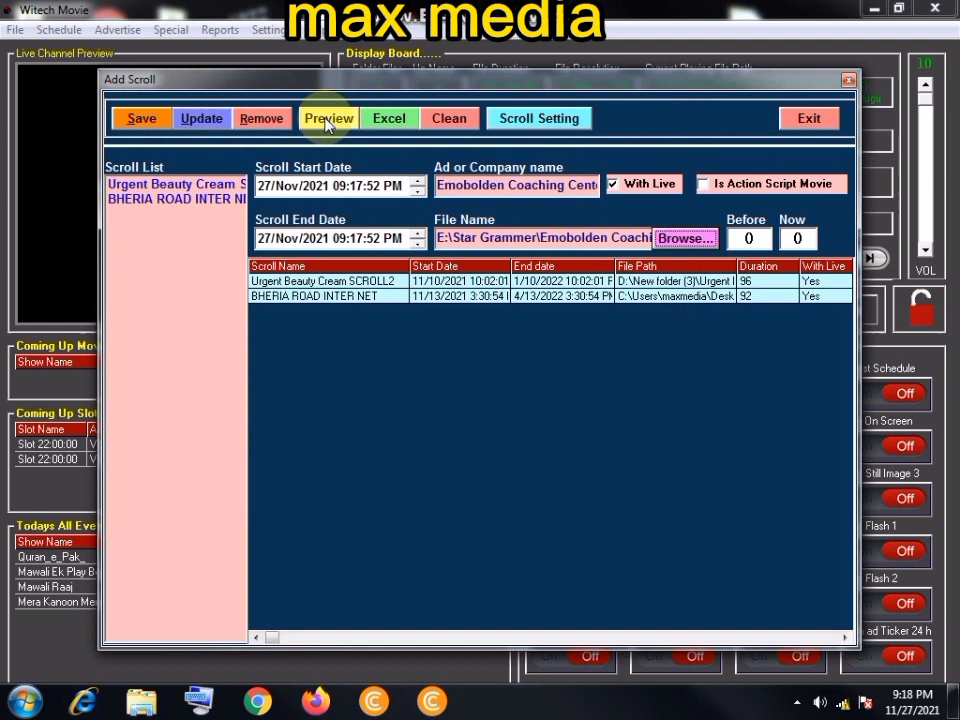 max media
Witech Movie
File Schedule Advertise Special Reports
Live Channel Preview
Display Board......
10
Add Scroll
Save Update Remove Preview Excel Clean Scroll Setting Exit
Scroll List Scroll Start Date Ad or Company name
Urgent Beauty Cream S 27/Nov/2021 09:17:52 PM Emobolden Coaching Cent With Live Is Action Script Movie
BHERIA ROAD INTER NE
Scroll End Date File Name Before Now
27/Nov/2021 09:17:52 PM E:\Star Grammer\Emobolden Coachi Browse... 0 0
VOL
Scroll Name Start Date End date File Path Duration With Live
Urgent Beauty Cream SCROLL2 11/10/2021 10:02:01 1/10/2022 10:02:01 P D:\New folder (3)\Urgent 96 Yes
BHERIA ROAD INTER NET 11/13/2021 3:30:54 4/13/2022 3:30:54 PM C:\Users\maxmedia\Desk 92 Yes
Coming Up Mov
Show Name
st Schedule
Off
Coming Up Slot
Slot Name A
Slot 22:00:00 V
Slot 22:00:00 V
On Screen
Off
Still Image 3
Off
Todays All Eve
Show Name
Quran_e_Pak_
Mawali Ek Play B
Mawali Raaj
Mera Kanoon Me
Flash 1
Off
Flash 2
Off
ad Ticker 24 h
Off Off Off Off
9:18 PM
11/27/2021